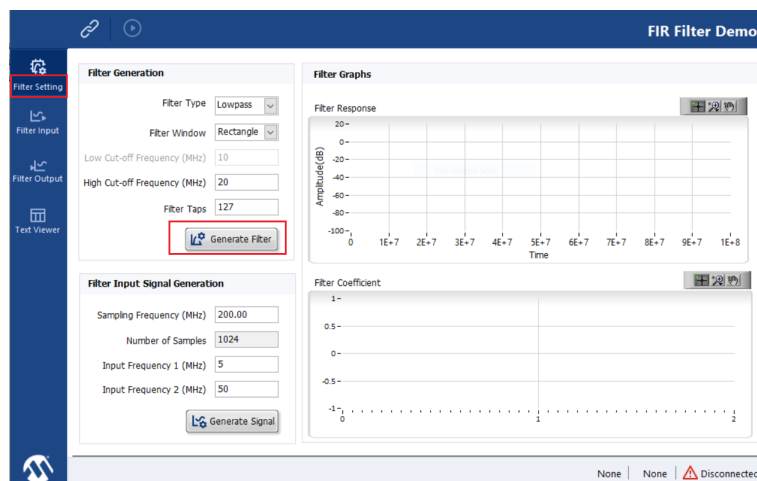 FIR Filter Demo
Filter Setting
Filter Input
Filter Output
Text Viewer
Filter Generation
Filter Type Lowpass
Filter Window Rectangle
Low Cut-off Frequency (MHz) 10
High Cut-off Frequency (MHz) 20
Filter Taps 127
Generate Filter
Filter Input Signal Generation
Sampling Frequency (MHz) 200.00
Number of Samples 1024
Input Frequency 1 (MHz) 5
Input Frequency 2 (MHz) 50
Generate Signal
Filter Graphs
Filter Response
Amplitude(dB)
20-
0-
-20-
-40-
-60-
-80-
-100-
0 1E+7 2E+7 3E+7 4E+7 5E+7 6E+7 7E+7 8E+7 9E+7 1E+8
Time
Filter Coefficient
1-
0.5-
0-
-0.5-
-1-
0 1 2
None None Disconnected